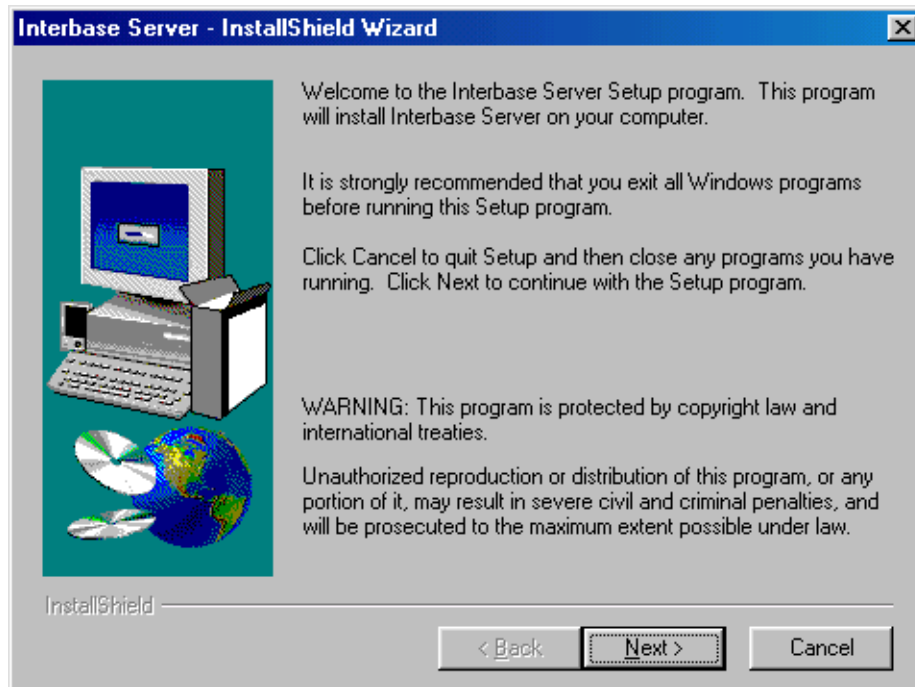 Interbase Server - InstallShield Wizard
Welcome to the Interbase Server Setup program.  This program
will install Interbase Server on your computer.
It is strongly recommended that you exit all Windows programs
before running this Setup program.
Click Cancel to quit Setup and then close any programs you have
running.  Click Next to continue with the Setup program.
WARNING: This program is protected by copyright law and
international treaties.
Unauthorized reproduction or distribution of this program, or any
portion of it, may result in severe civil and criminal penalties, and
will be prosecuted to the maximum extent possible under law.
InstallShield
< Back
Next >
Cancel